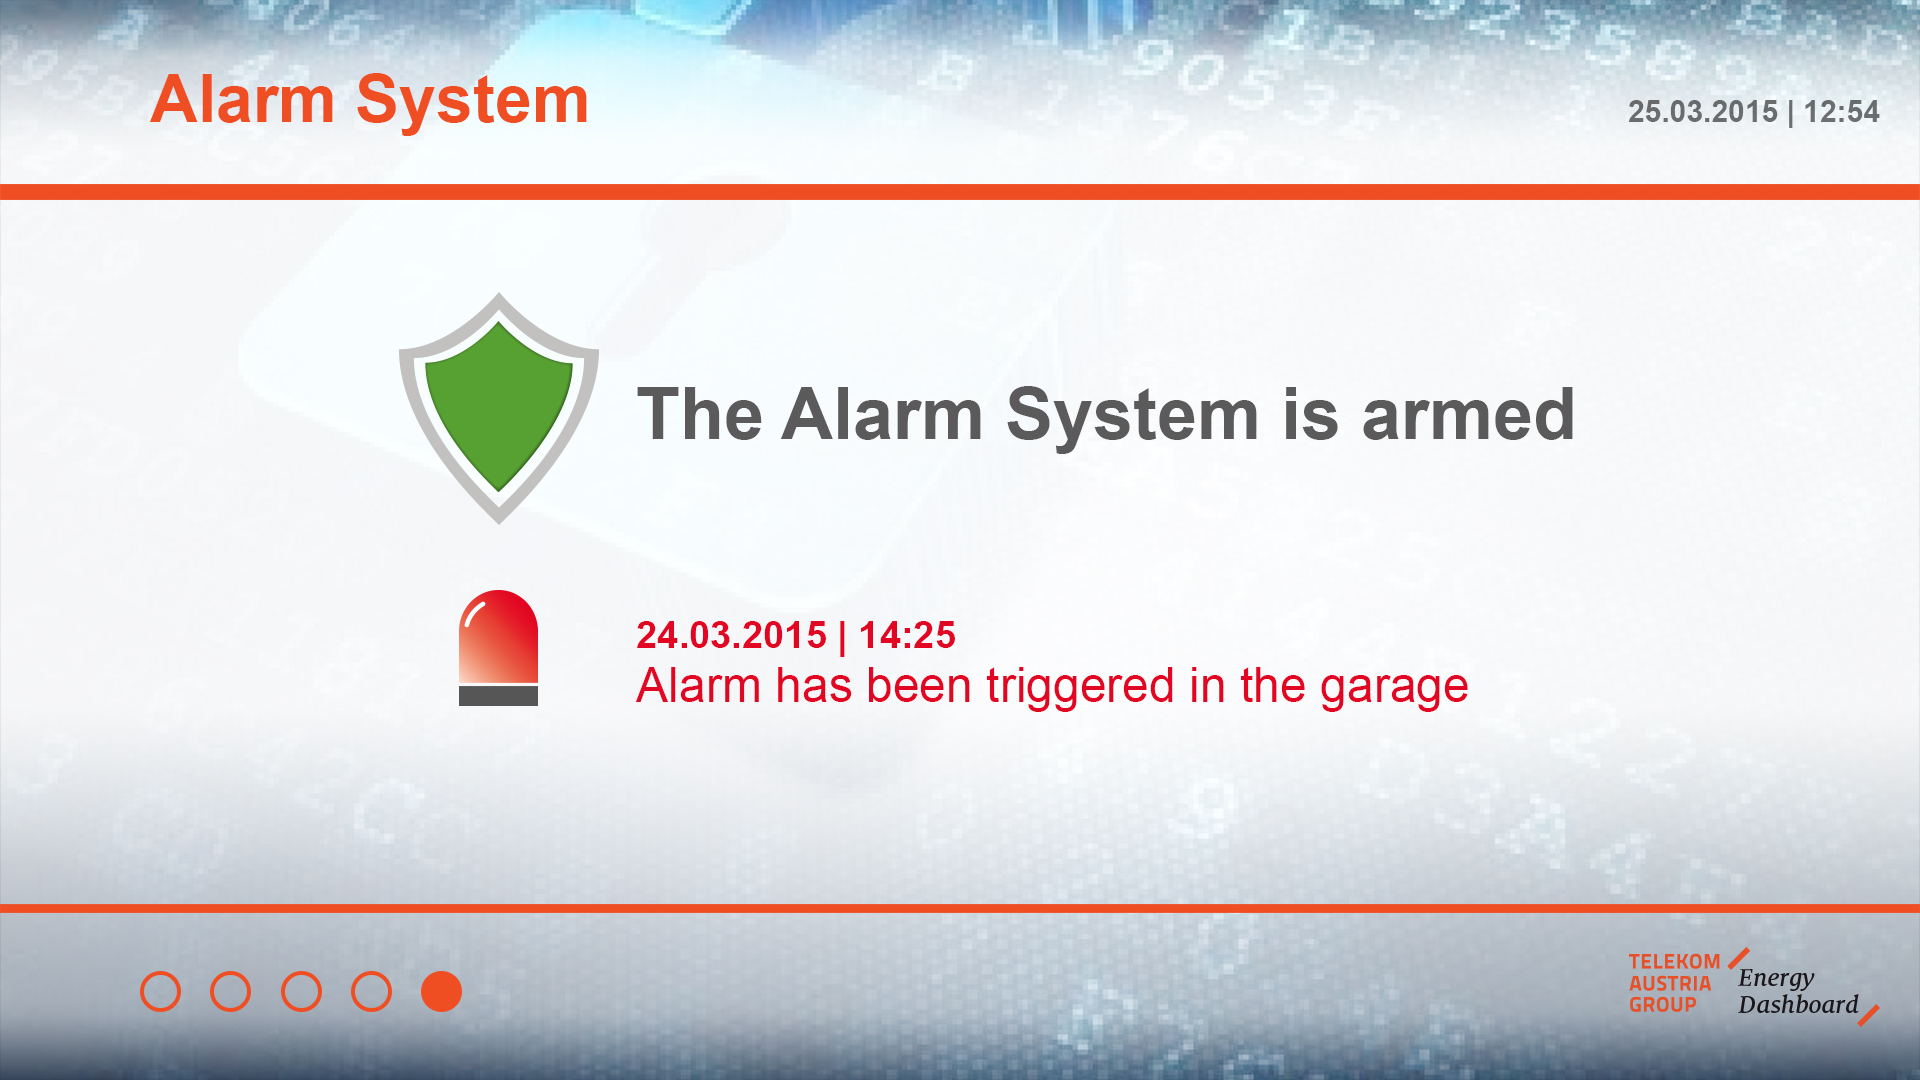 Alarm System
25.03.2015 | 12:54
The Alarm System is armed
24.03.2015 | 14:25
Alarm has been triggered in the garage
TELEKOM
AUSTRIA
GROUP
Energy
Dashboard